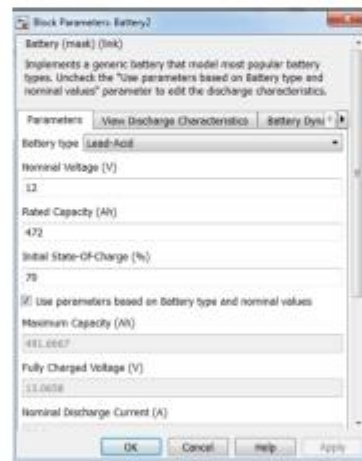 Block Parameters: Battery2
Battery (mask) (link)
Implements a generic battery that model most popular battery
types. Uncheck the "Use parameters based on Battery type and
nominal values" parameter to edit the discharge characteristics.
Parameters View Discharge Characteristics Battery Dyna
Battery type Lead-Acid
Nominal Voltage (V)
12
Rated Capacity (Ah)
472
Initial State-Of-Charge (%)
70
Use parameters based on Battery type and nominal values
Maximum Capacity (Ah)
491.6667
Fully Charged Voltage (V)
13.0658
Nominal Discharge Current (A)
OK Cancel Help Apply